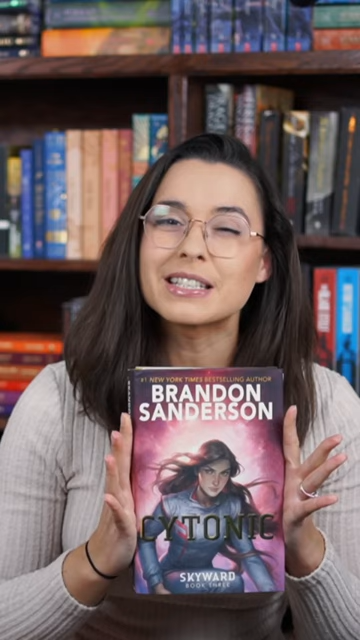 #1 NEW YORK TIMES BESTSELLING AUTHOR
BRANDON
SANDERSON
CYTONIC
SKYWARD
BOOK THREE